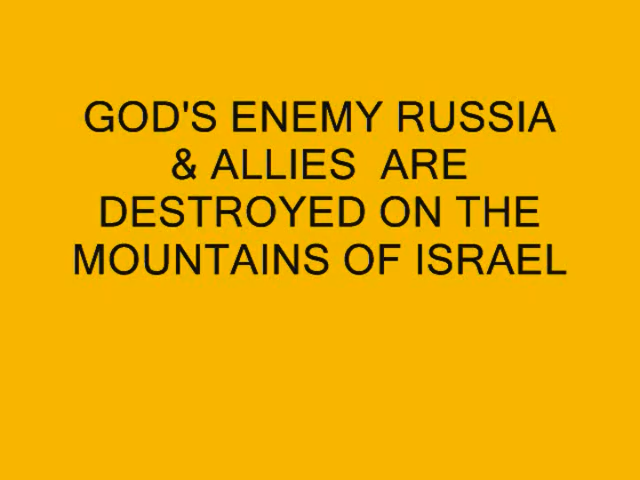 GOD'S ENEMY RUSSIA
& ALLIES  ARE
DESTROYED ON THE
MOUNTAINS OF ISRAEL